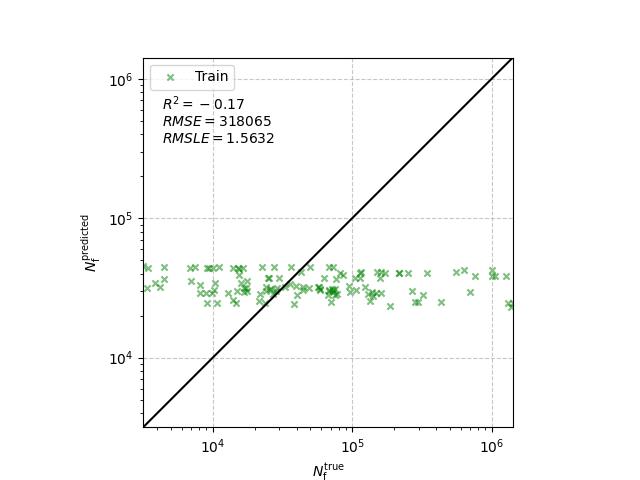 Train
R² = −0.17
RMSE = 318065
RMSLE = 1.5632
10⁶
10⁵
10⁴
N_f^predicted
10⁴ 10⁵ 10⁶
N_f^true